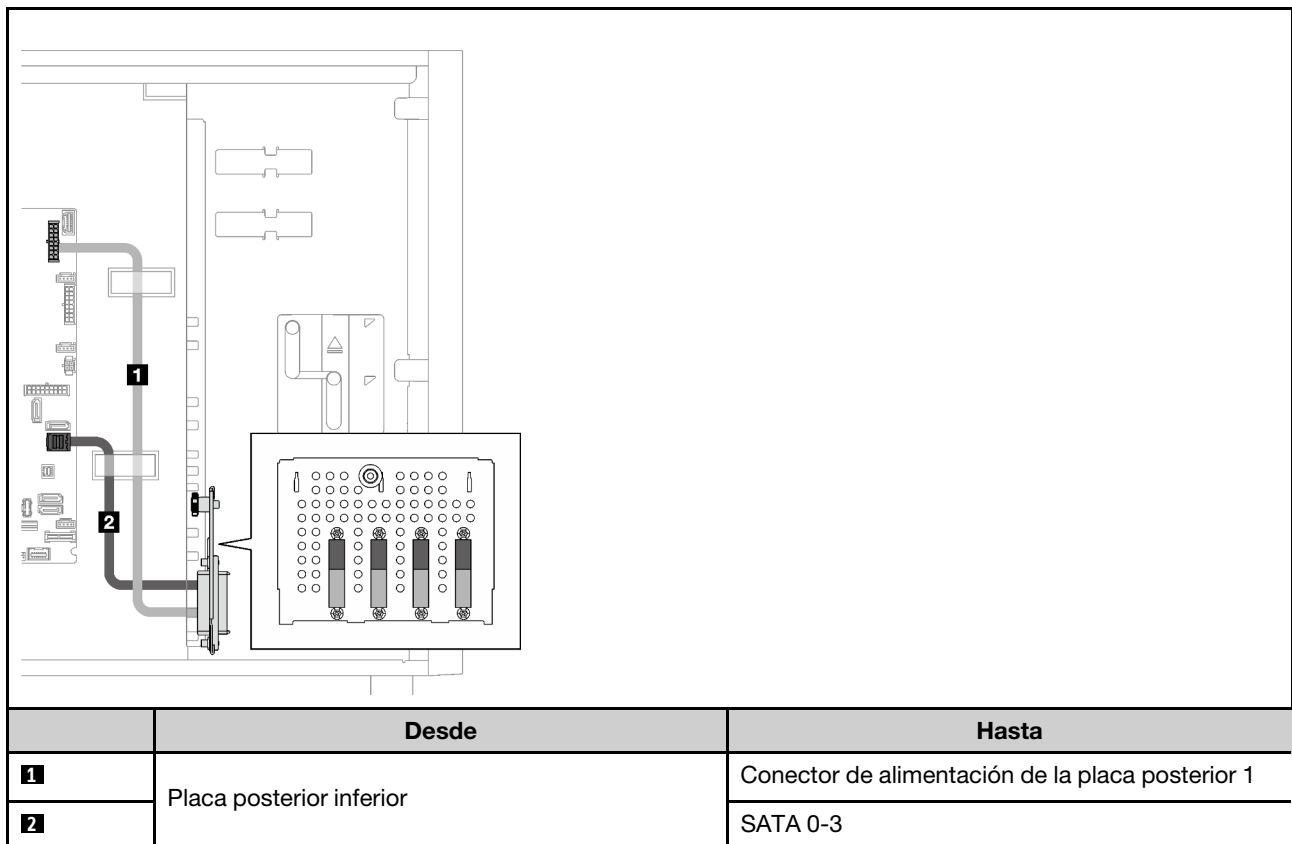 1
2
Desde
Hasta
1
Placa posterior inferior
Conector de alimentación de la placa posterior 1
2
SATA 0-3